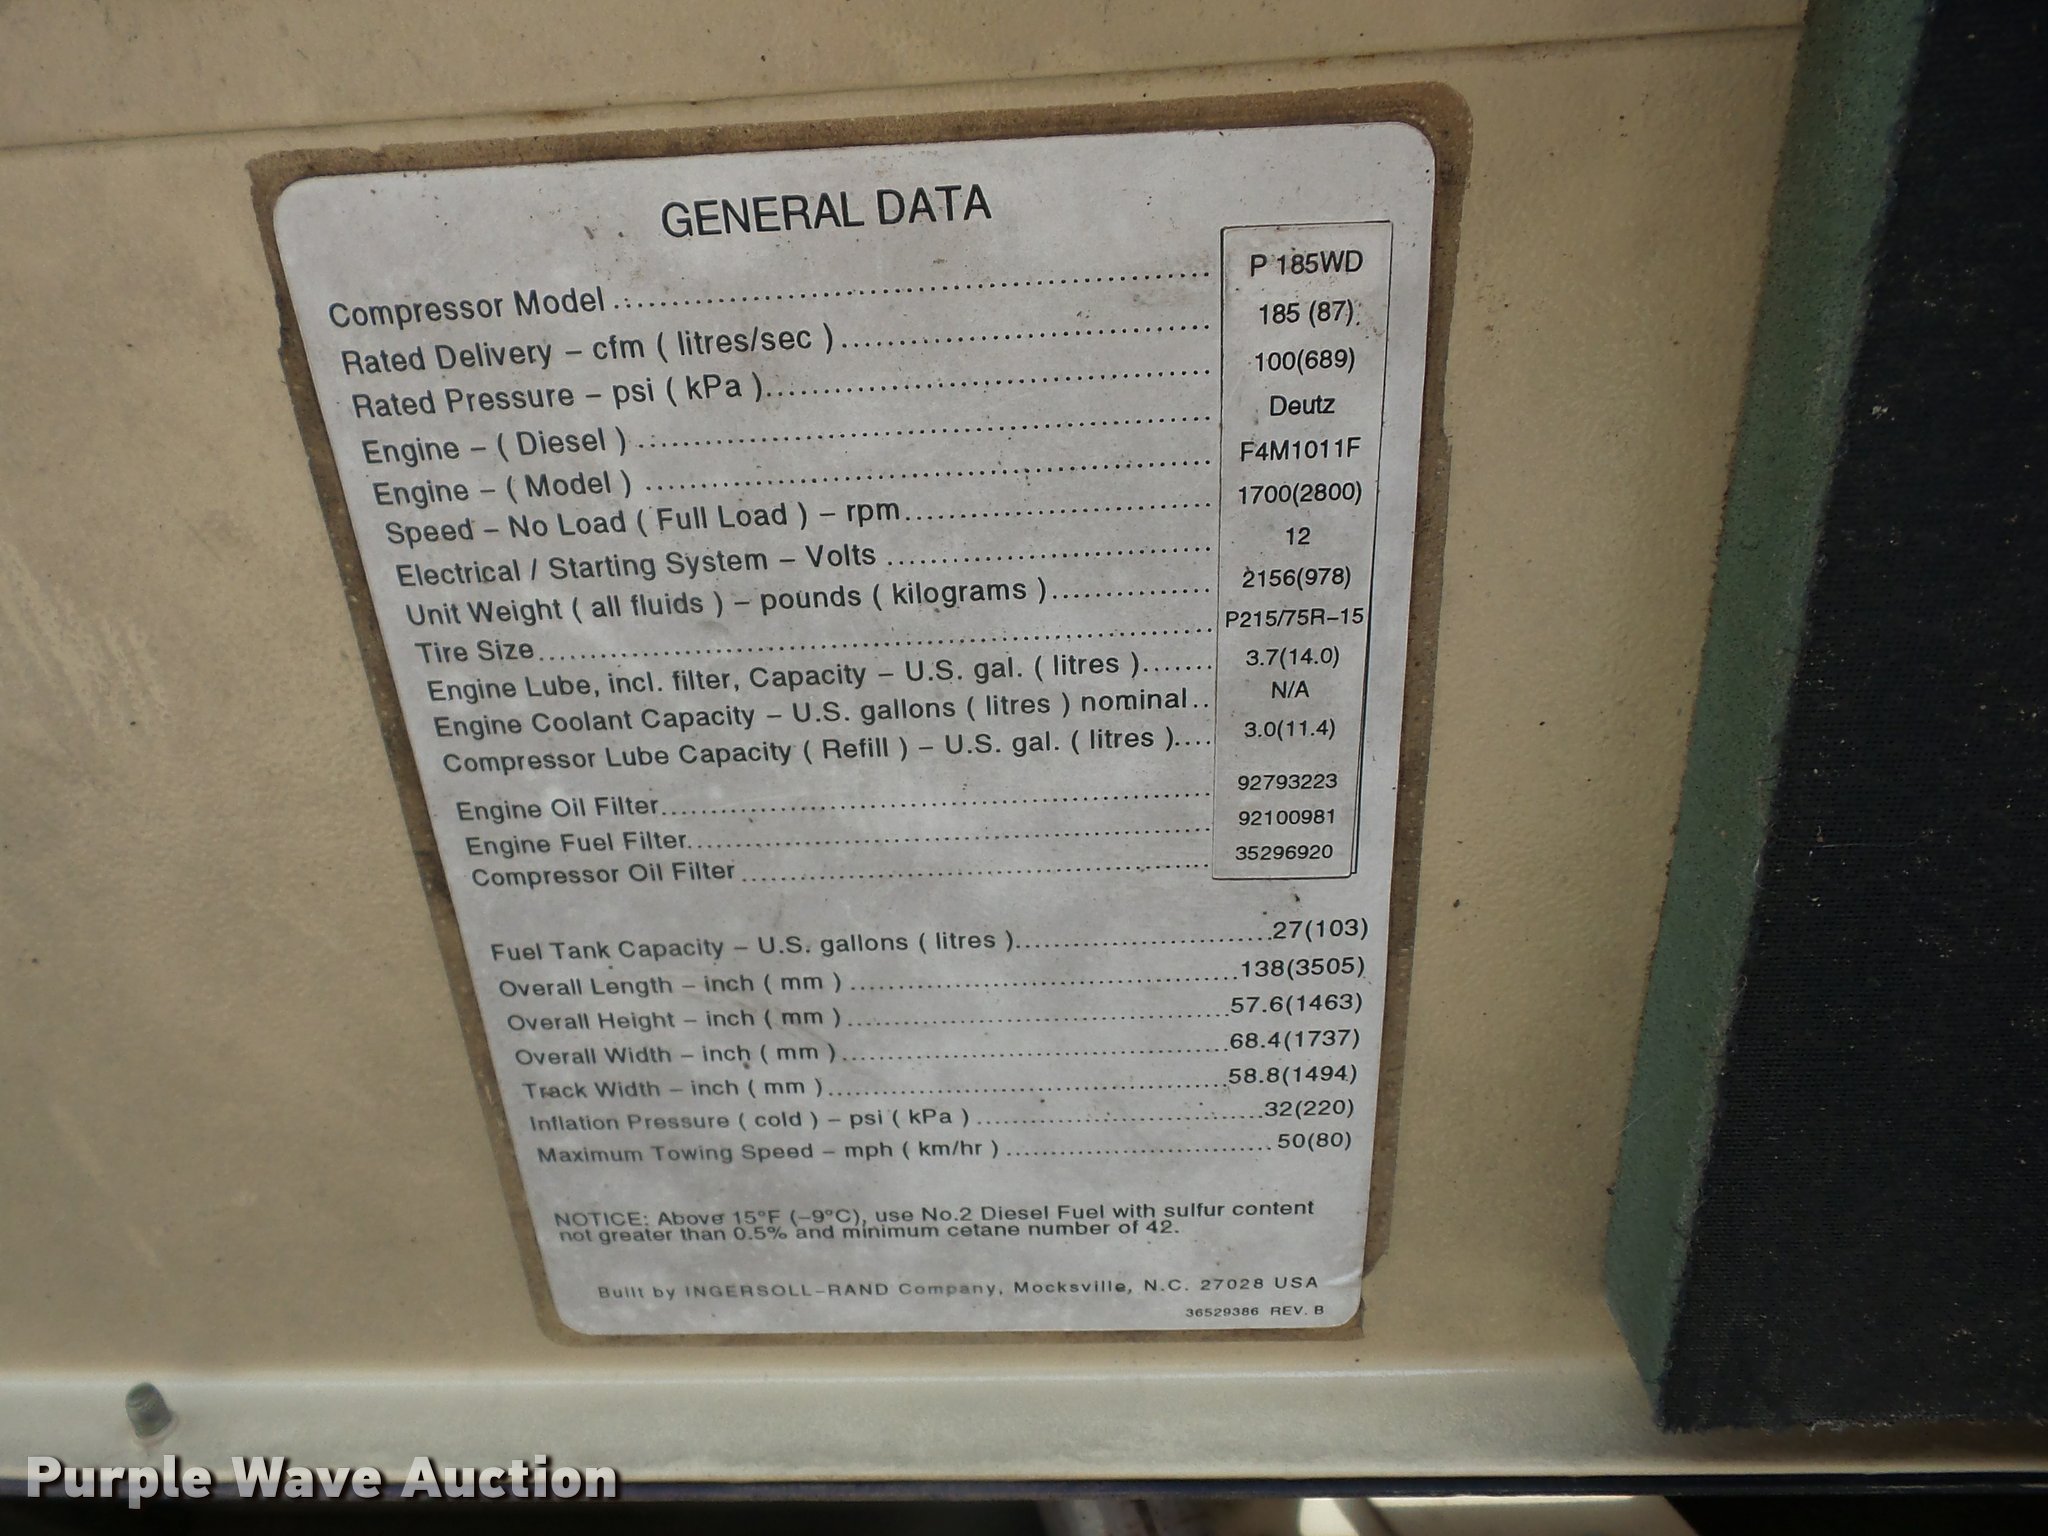 GENERAL DATA
Compressor Model .................... P 185WD
Rated Delivery – cfm ( litres/sec ) .................... 185 (87)
Rated Pressure – psi ( kPa ) .................... 100(689)
Engine – ( Diesel ) .................... Deutz
Engine – ( Model ) .................... F4M1011F
Speed – No Load ( Full Load ) – rpm .................... 1700(2800)
Electrical / Starting System – Volts .................... 12
Unit Weight ( all fluids ) – pounds ( kilograms ) .................... 2156(978)
Tire Size .................... P215/75R–15
Engine Lube, incl. filter, Capacity – U.S. gal. ( litres ) ....... 3.7(14.0)
Engine Coolant Capacity – U.S. gallons ( litres ) nominal .. N/A
Compressor Lube Capacity ( Refill ) – U.S. gal. ( litres ) .... 3.0(11.4)
Engine Oil Filter .................... 92793223
Engine Fuel Filter .................... 92100981
Compressor Oil Filter .................... 35296920
Fuel Tank Capacity – U.S. gallons ( litres ) .................... 27(103)
Overall Length – inch ( mm ) .................... 138(3505)
Overall Height – inch ( mm ) .................... 57.6(1463)
Overall Width – inch ( mm ) .................... 68.4(1737)
Track Width – inch ( mm ) .................... 58.8(1494)
Inflation Pressure ( cold ) – psi ( kPa ) .................... 32(220)
Maximum Towing Speed – mph ( km/hr ) .................... 50(80)
NOTICE: Above 15°F (–9°C), use No.2 Diesel Fuel with sulfur content
not greater than 0.5% and minimum cetane number of 42.
Built by INGERSOLL–RAND Company, Mocksville, N.C. 27028 USA
36529386 REV. B
Purple Wave Auction